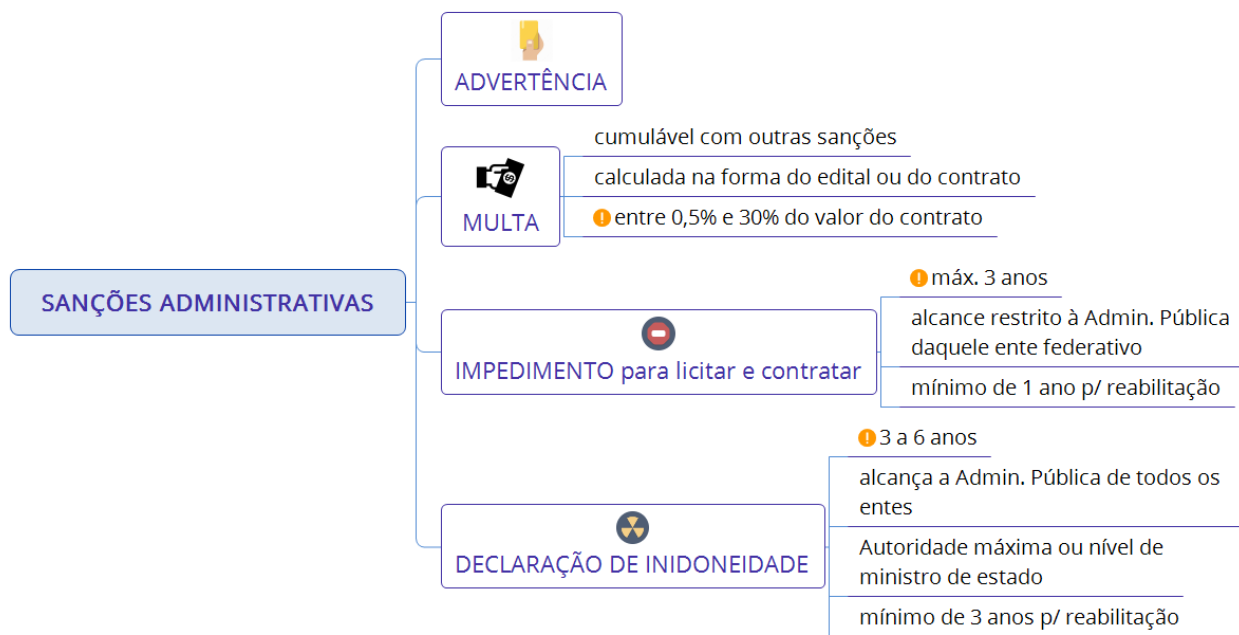 SANÇÕES ADMINISTRATIVAS
ADVERTÊNCIA
MULTA
cumulável com outras sanções
calculada na forma do edital ou do contrato
entre 0,5% e 30% do valor do contrato
IMPEDIMENTO para licitar e contratar
máx. 3 anos
alcance restrito à Admin. Pública
daquele ente federativo
mínimo de 1 ano p/ reabilitação
DECLARAÇÃO DE INIDONEIDADE
3 a 6 anos
alcança a Admin. Pública de todos os
entes
Autoridade máxima ou nível de
ministro de estado
mínimo de 3 anos p/ reabilitação